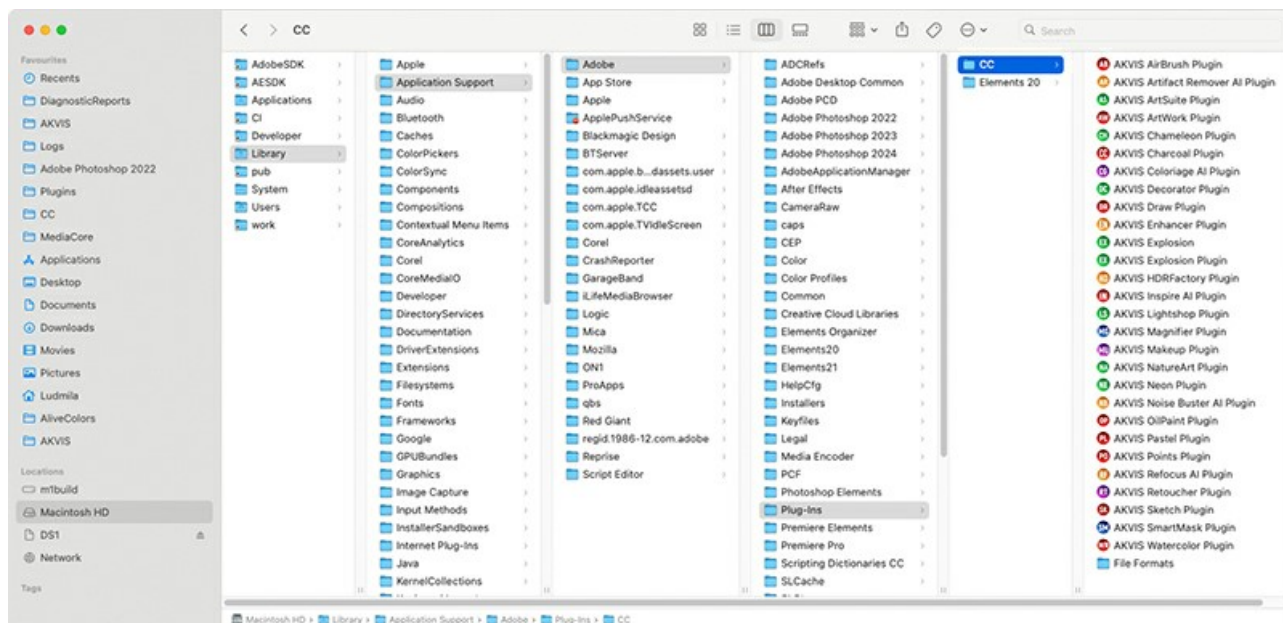 CC
Search
Favourites
Recents
DiagnosticReports
AKVIS
Logs
Adobe Photoshop 2022
Plugins
CC
MediaCore
Applications
Desktop
Documents
Downloads
Movies
Pictures
Ludmila
AliveColors
AKVIS
Locations
m1build
Macintosh HD
DS1
Network
Tags
AdobeSDK
AESDK
Applications
CI
Developer
Library
pub
System
Users
work
Apple
Application Support
Audio
Bluetooth
Caches
ColorPickers
ColorSync
Components
Compositions
Contextual Menu Items
CoreAnalytics
Corel
CoreMediaIO
Developer
DirectoryServices
Documentation
DriverExtensions
Extensions
Filesystems
Fonts
Frameworks
Google
GPUBundles
Graphics
Image Capture
Input Methods
InstallerSandboxes
Internet Plug-Ins
Java
KernelCollections
Adobe
App Store
Apple
ApplePushService
Blackmagic Design
BTServer
com.apple.b...dassets.user
com.apple.idleassetsd
com.apple.TCC
com.apple.TVIdleScreen
Corel
CrashReporter
GarageBand
iLifeMediaBrowser
Logic
Mica
Mozilla
ON1
ProApps
qbs
Red Giant
regid.1986-12.com.adobe
Reprise
Script Editor
ADCRefs
Adobe Desktop Common
Adobe PCD
Adobe Photoshop 2022
Adobe Photoshop 2023
Adobe Photoshop 2024
AdobeApplicationManager
After Effects
CameraRaw
caps
CEP
Color
Color Profiles
Common
Creative Cloud Libraries
Elements Organizer
Elements20
Elements21
HelpCfg
Installers
Keyfiles
Legal
Media Encoder
PCF
Photoshop Elements
Plug-Ins
Premiere Elements
Premiere Pro
Scripting Dictionaries CC
SLCache
CC
Elements 20
AKVIS AirBrush Plugin
AKVIS Artifact Remover AI Plugin
AKVIS ArtSuite Plugin
AKVIS ArtWork Plugin
AKVIS Chameleon Plugin
AKVIS Charcoal Plugin
AKVIS Coloriage AI Plugin
AKVIS Decorator Plugin
AKVIS Draw Plugin
AKVIS Enhancer Plugin
AKVIS Explosion
AKVIS Explosion Plugin
AKVIS HDRFactory Plugin
AKVIS Inspire AI Plugin
AKVIS Lightshop Plugin
AKVIS Magnifier Plugin
AKVIS Makeup Plugin
AKVIS NatureArt Plugin
AKVIS Neon Plugin
AKVIS Noise Buster AI Plugin
AKVIS OilPaint Plugin
AKVIS Pastel Plugin
AKVIS Points Plugin
AKVIS Refocus AI Plugin
AKVIS Retoucher Plugin
AKVIS Sketch Plugin
AKVIS SmartMask Plugin
AKVIS Watercolor Plugin
File Formats
Macintosh HD › Library › Application Support › Adobe › Plug-Ins › CC